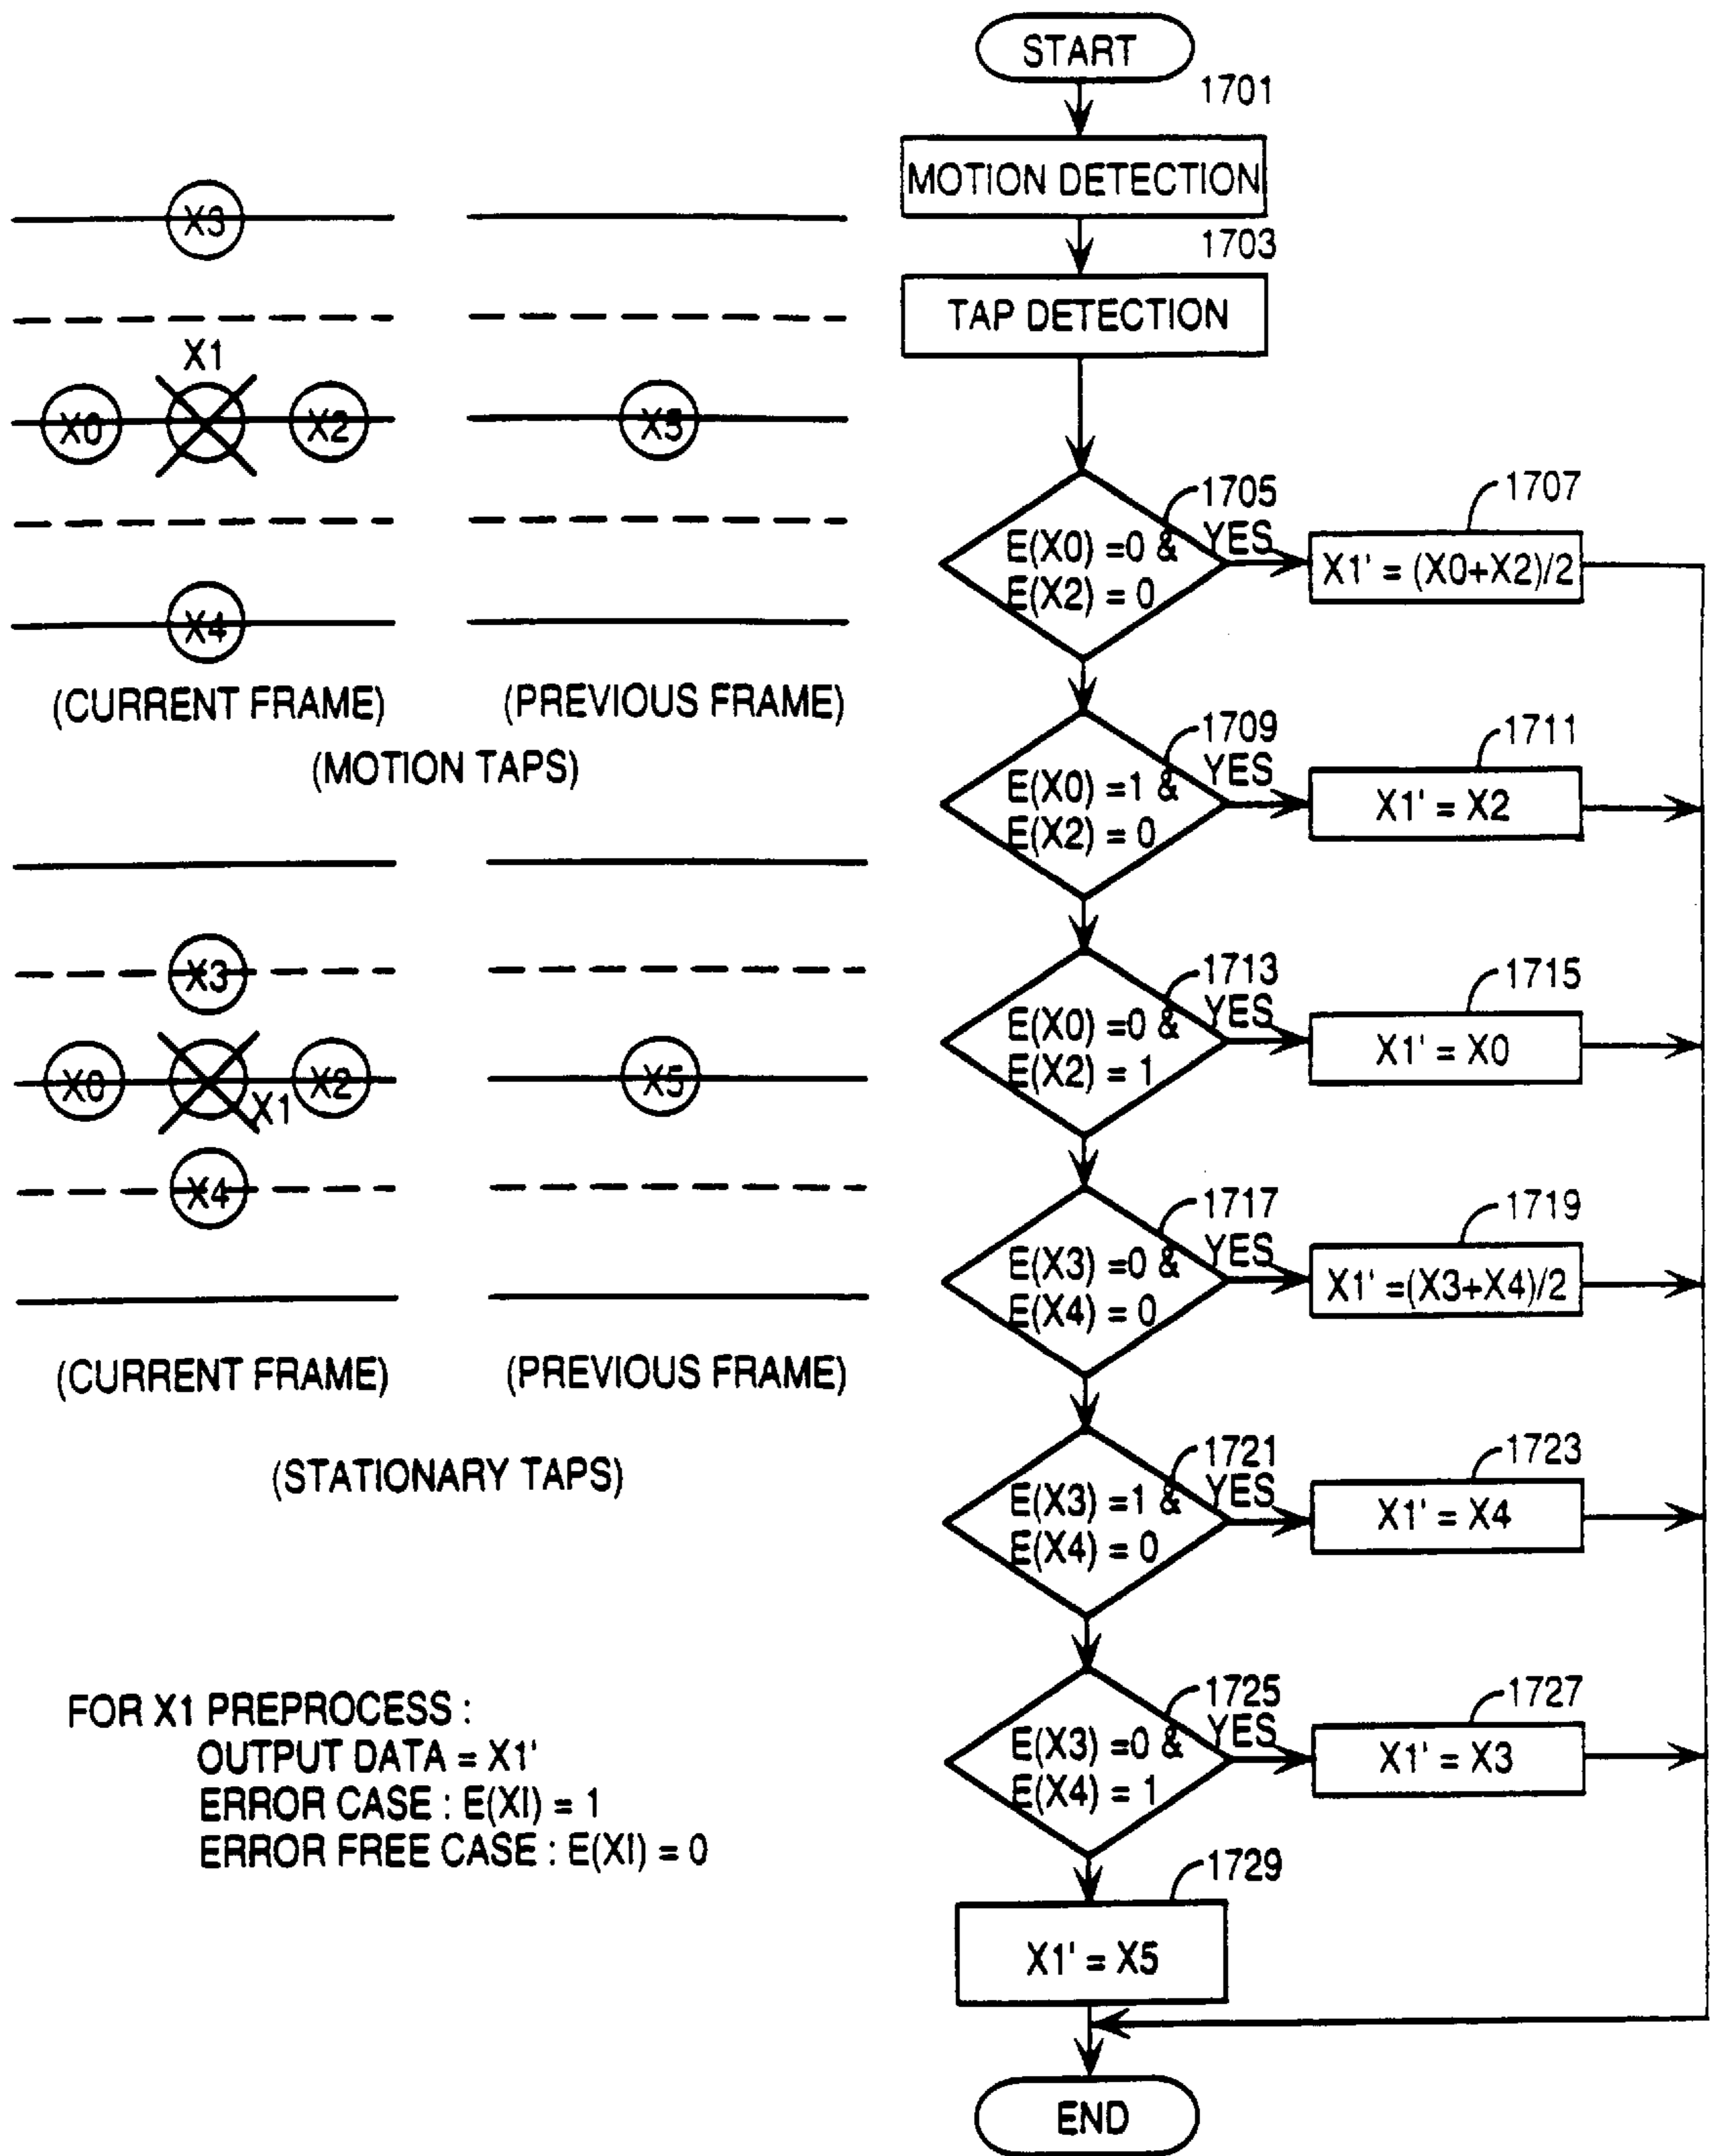 X3
X1
X0
X2
X5
X4
(CURRENT FRAME)
(PREVIOUS FRAME)
(MOTION TAPS)
X3
X0
X1
X2
X5
X4
(CURRENT FRAME)
(PREVIOUS FRAME)
(STATIONARY TAPS)
FOR X1 PREPROCESS :
OUTPUT DATA = X1'
ERROR CASE : E(XI) = 1
ERROR FREE CASE : E(XI) = 0
START
1701
MOTION DETECTION
1703
TAP DETECTION
1705
E(X0) =0 &
E(X2) = 0
YES
1707
X1' = (X0+X2)/2
1709
E(X0) =1 &
E(X2) = 0
YES
1711
X1' = X2
1713
E(X0) =0 &
E(X2) = 1
YES
1715
X1' = X0
1717
E(X3) =0 &
E(X4) = 0
YES
1719
X1' =(X3+X4)/2
1721
E(X3) =1 &
E(X4) = 0
YES
1723
X1' = X4
1725
E(X3) =0 &
E(X4) = 1
YES
1727
X1' = X3
1729
X1' = X5
END